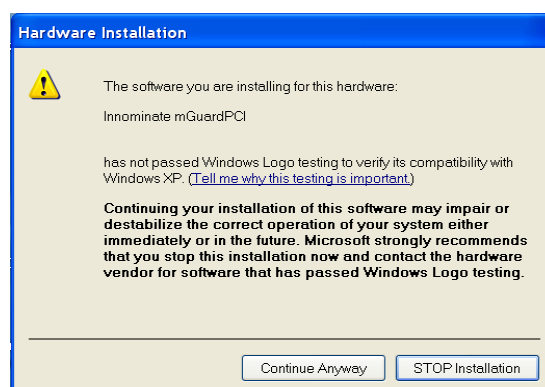 Hardware Installation
The software you are installing for this hardware:
Innominate mGuardPCI
has not passed Windows Logo testing to verify its compatibility with
Windows XP. (Tell me why this testing is important.)
Continuing your installation of this software may impair or
destabilize the correct operation of your system either
immediately or in the future. Microsoft strongly recommends
that you stop this installation now and contact the hardware
vendor for software that has passed Windows Logo testing.
Continue Anyway
STOP Installation